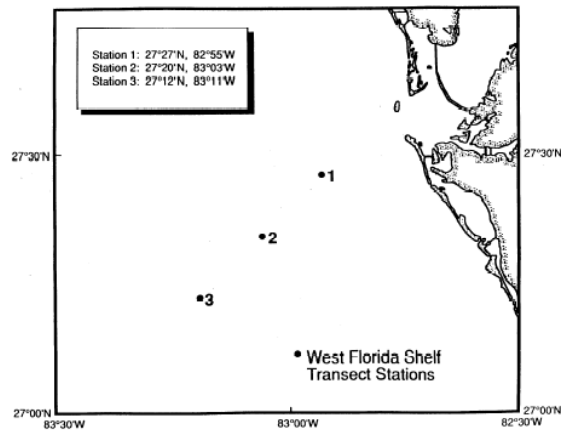 Station 1: 27°27'N, 82°55'W
Station 2: 27°20'N, 83°03'W
Station 3: 27°12'N, 83°11'W
27°30'N
27°30'N
1
2
3
West Florida Shelf
Transect Stations
27°00'N
27°00'N
83°30'W
83°00'W
82°30'W